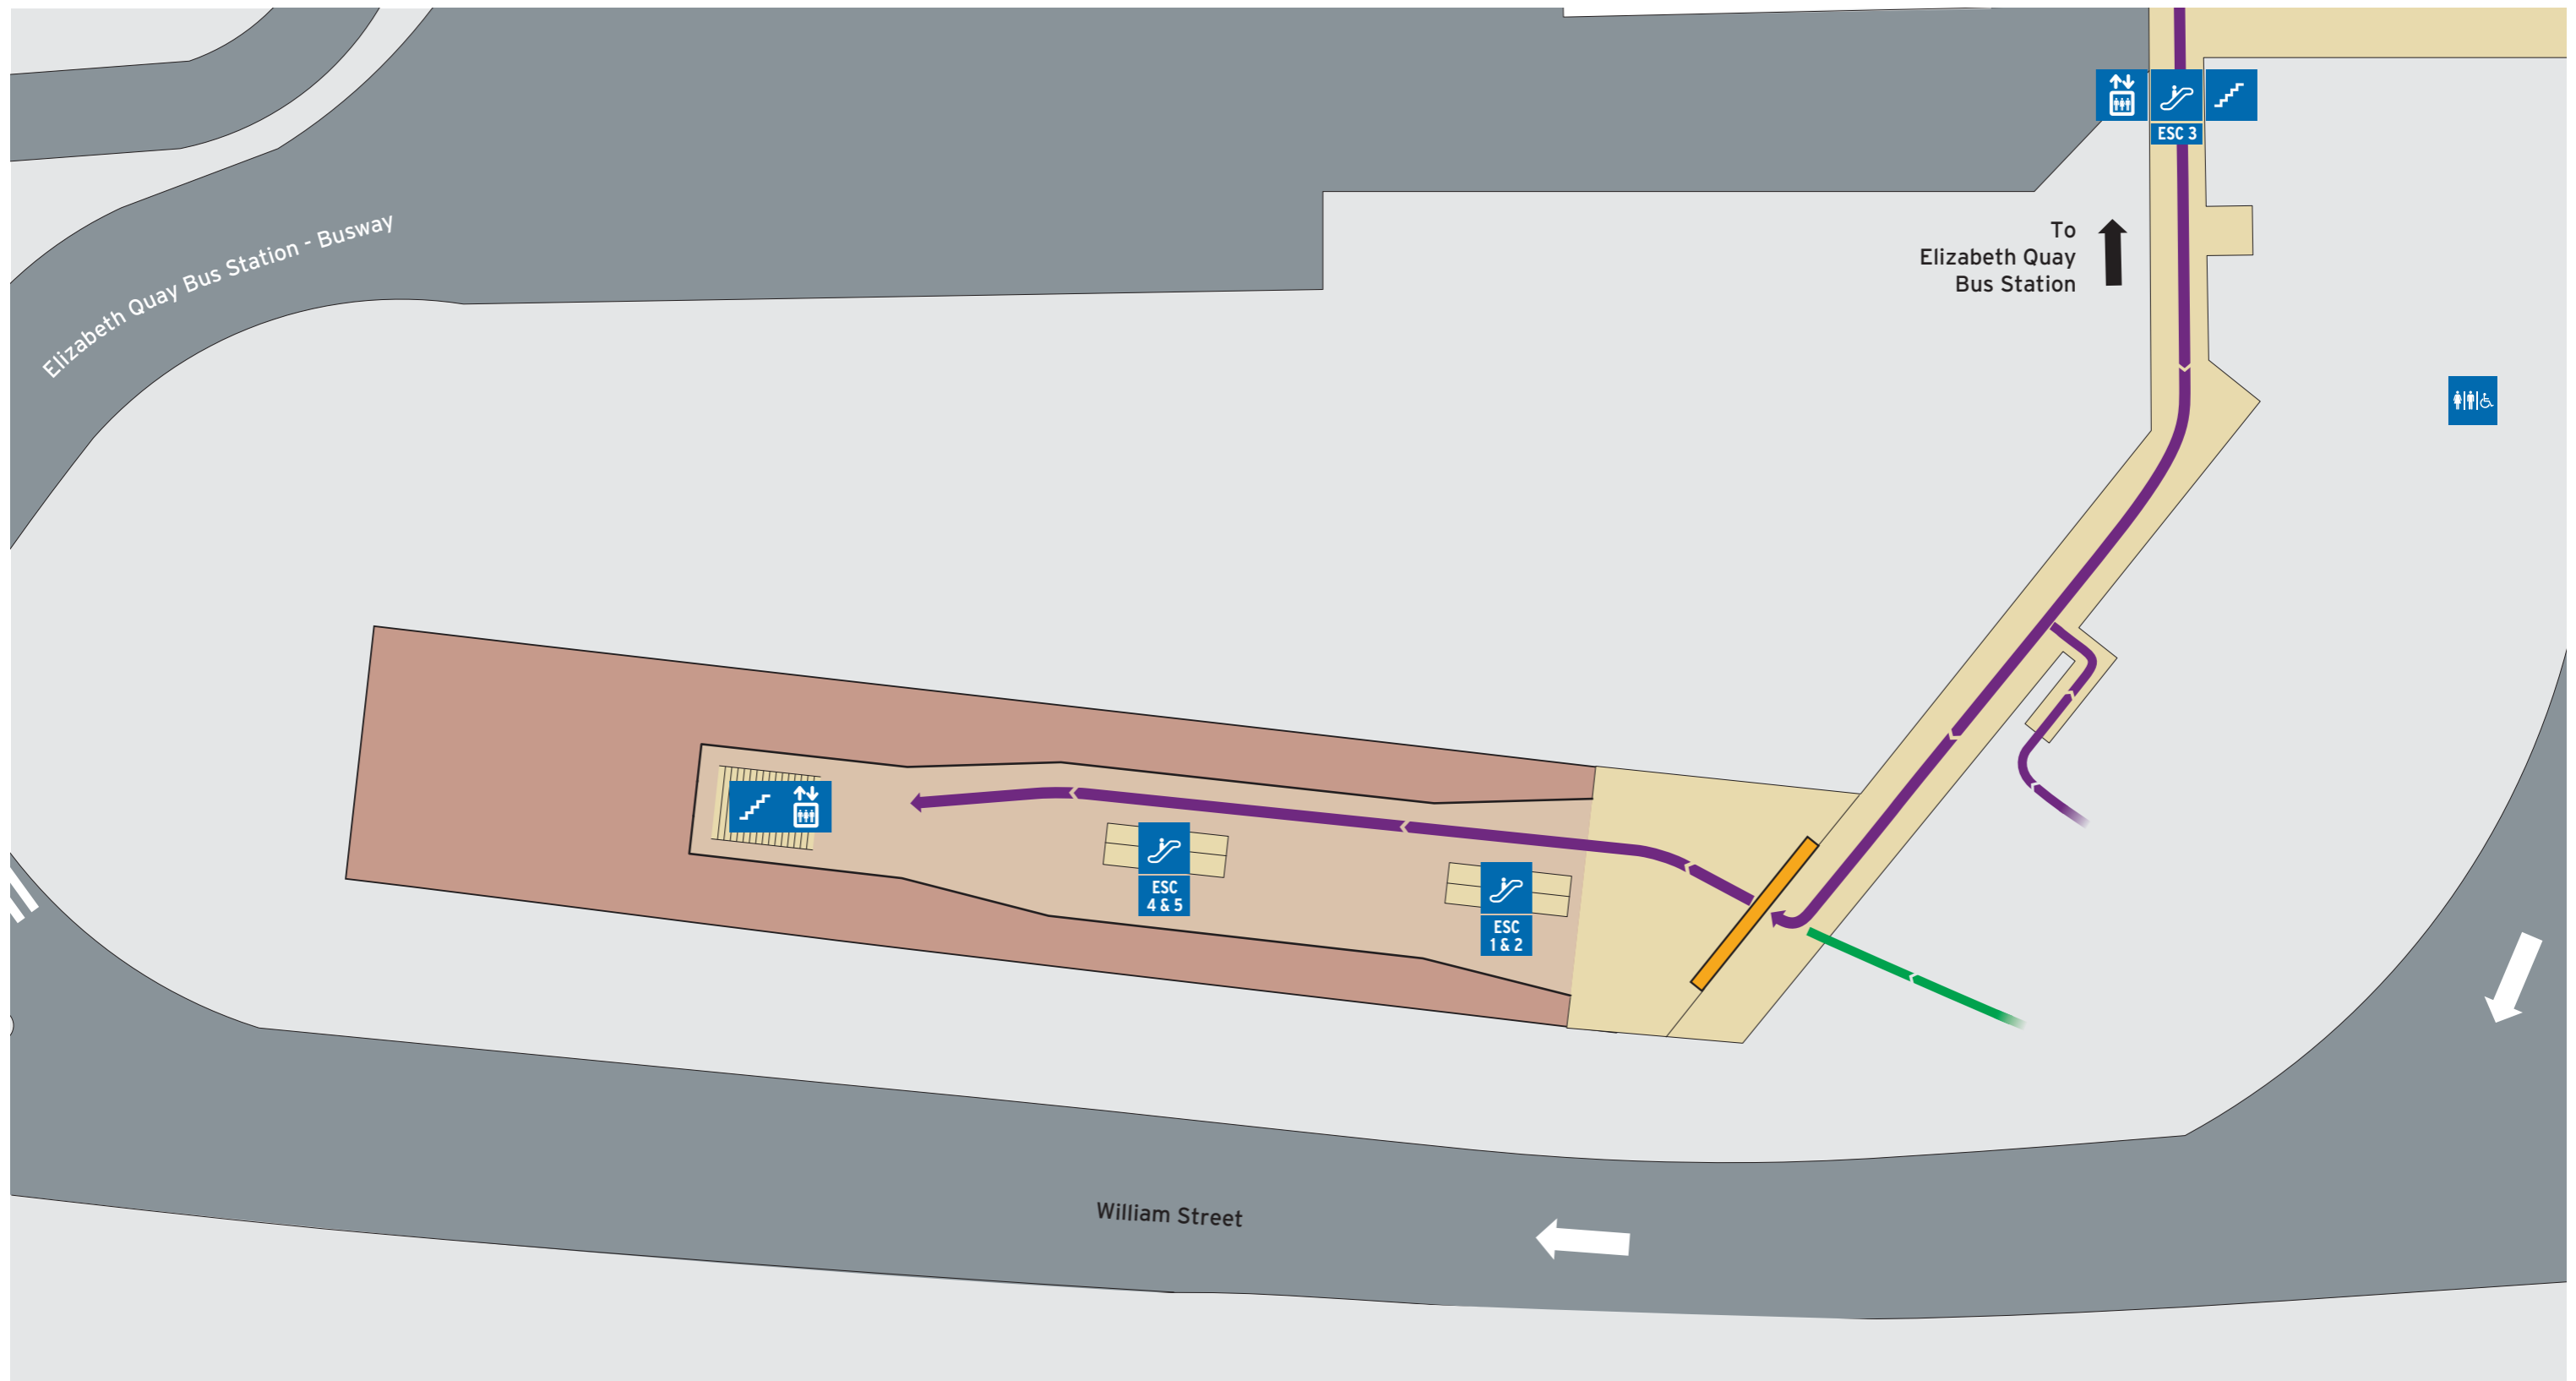 ESC 3
Elizabeth Quay Bus Station - Busway
To
Elizabeth Quay
Bus Station
ESC
4 & 5
ESC
1 & 2
William Street